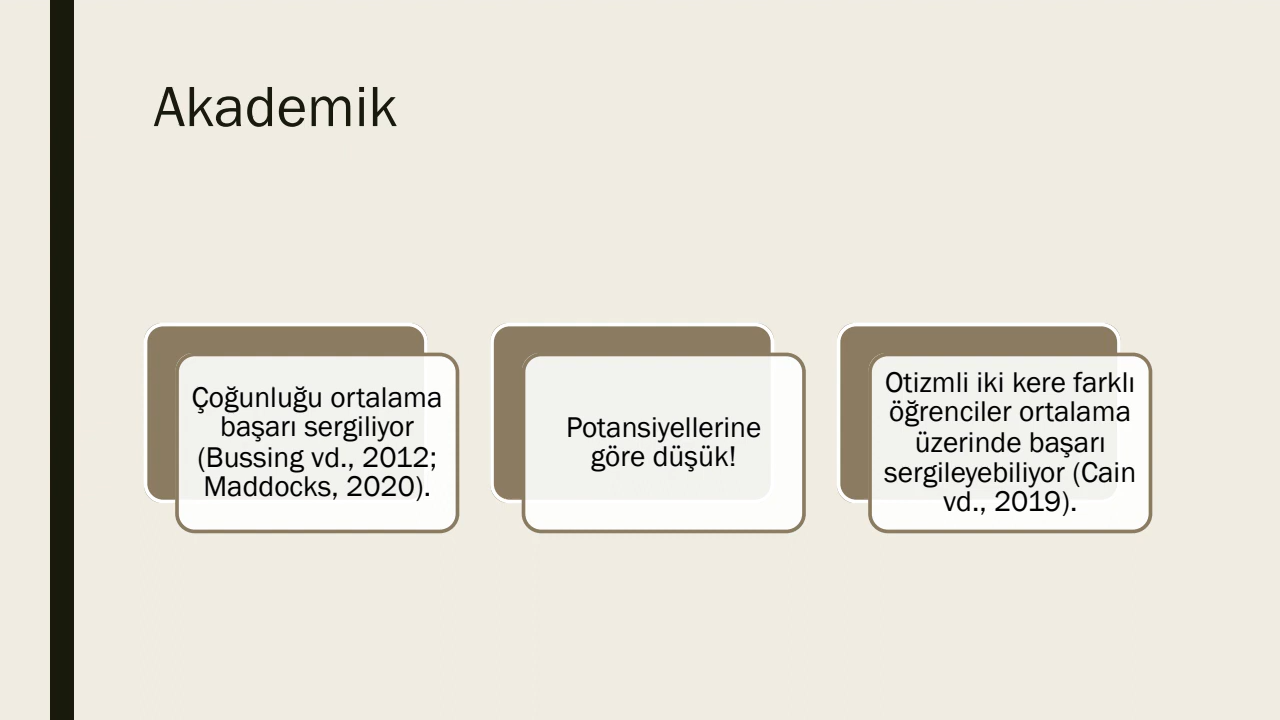 Akademik
Çoğunluğu ortalama
başarı sergiliyor
(Bussing vd., 2012;
Maddocks, 2020).
Potansiyellerine
göre düşük!
Otizmli iki kere farklı
öğrenciler ortalama
üzerinde başarı
sergileyebiliyor (Cain
vd., 2019).